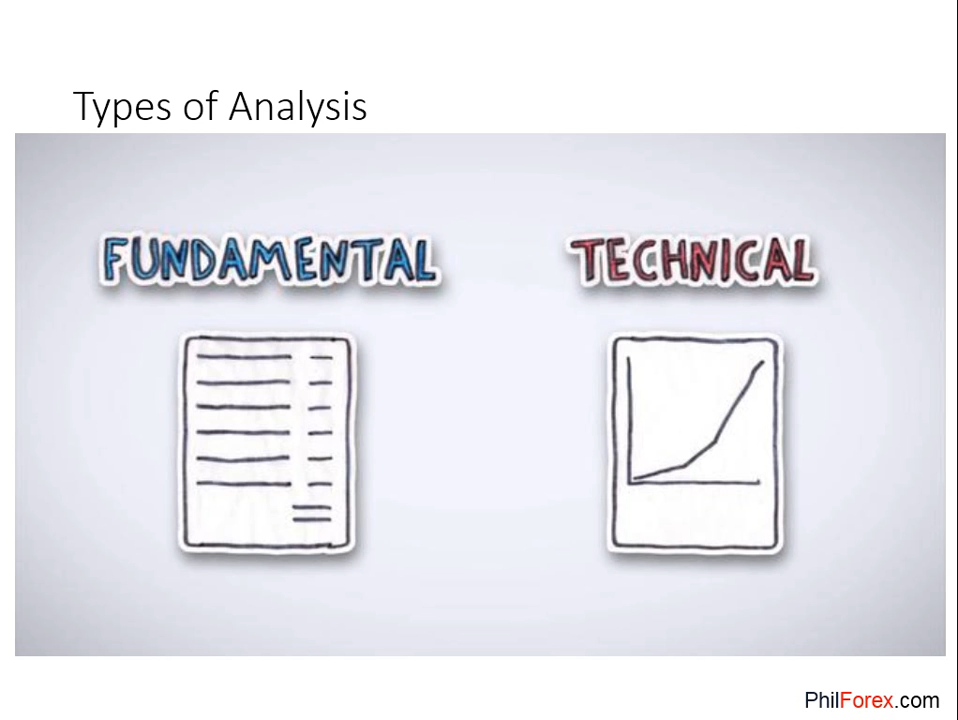 Types of Analysis
FUNDAMENTAL
TECHNICAL
PhilForex.com